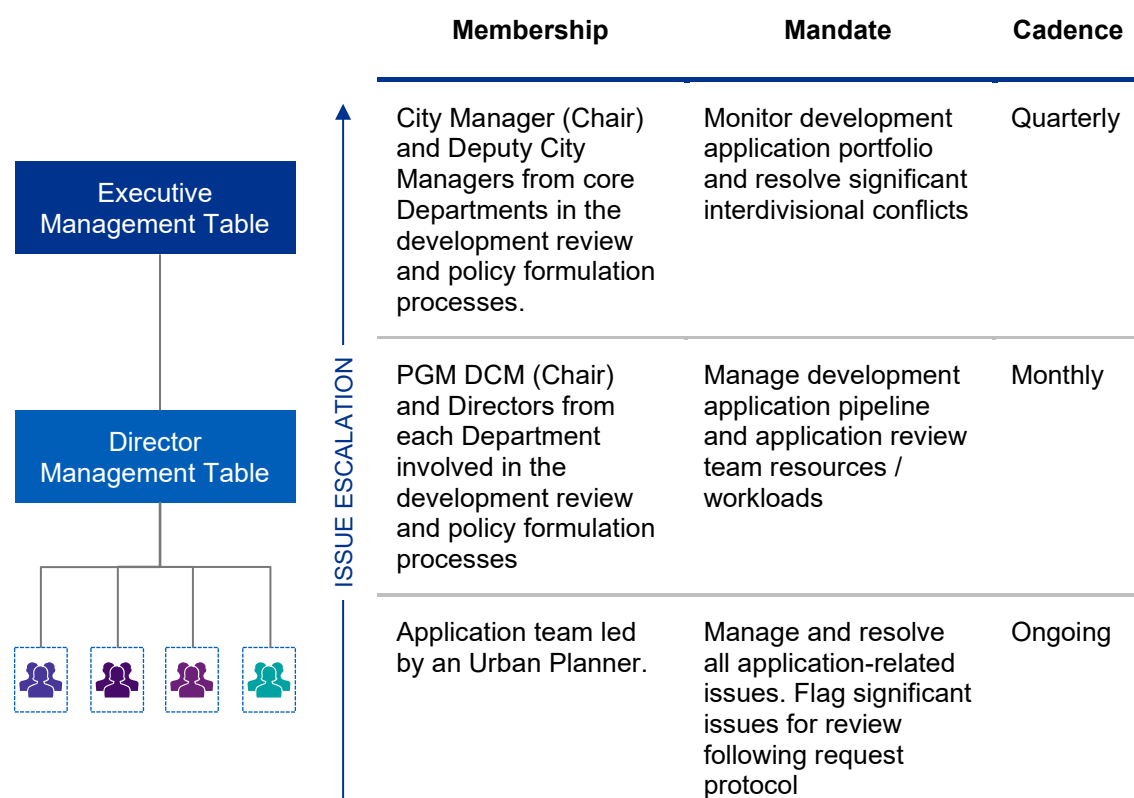 Membership
Mandate
Cadence
Executive
Management Table
City Manager (Chair)
and Deputy City
Managers from core
Departments in the
development review
and policy formulation
processes.
Monitor development
application portfolio
and resolve significant
interdivisional conflicts
Quarterly
ISSUE ESCALATION
Director
Management Table
PGM DCM (Chair)
and Directors from
each Department
involved in the
development review
and policy formulation
processes
Manage development
application pipeline
and application review
team resources /
workloads
Monthly
Application team led
by an Urban Planner.
Manage and resolve
all application-related
issues. Flag significant
issues for review
following request
protocol
Ongoing